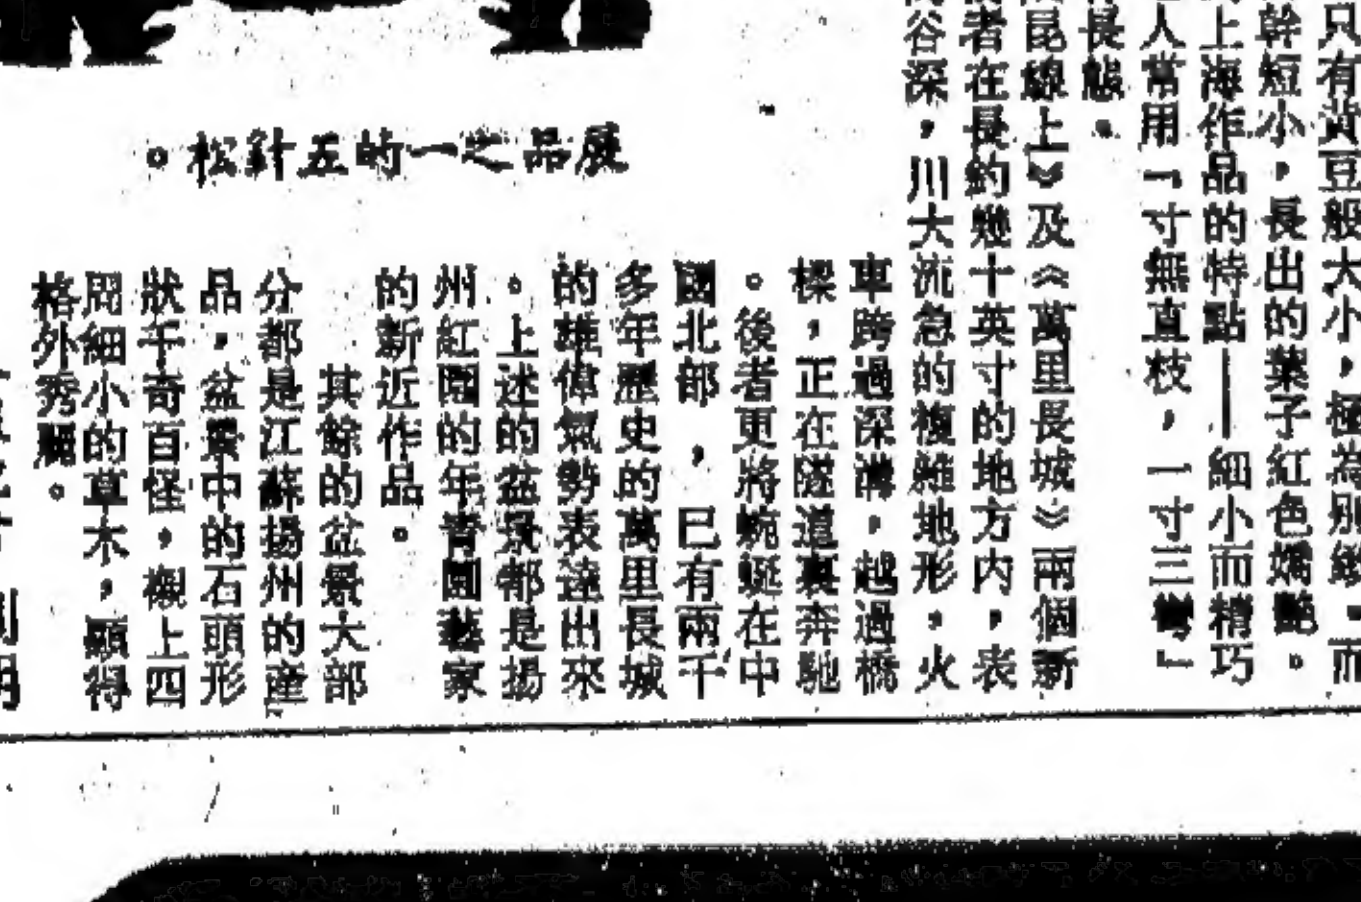 只有黃豆般大小，極為別緻。而
幹短小，長出的葉子紅色嬌艷。
上海作品的特點——細小而精巧
人常用「寸無直枝，一寸三彎」
長態。
昆線上》及《萬里長城》兩個新
者在長約幾十英寸的地方內，表
谷深，川大流急的複雜地形，火
車跨過深溝，越過橋
樑，正在隧道裏奔馳
。後者更將蜿蜒在中
國北部，已有兩千
多年歷史的萬里長城
的雄偉氣勢表達出來
。上述的盆景都是揚
州紅園的年青園藝家
的新近作品。
其餘的盆景大部
分都是江蘇揚州的產
品，盆景中的石頭形
狀千奇百怪，襯上四
周細小的草木，顯得
格外秀麗。
展品之一的五針松。